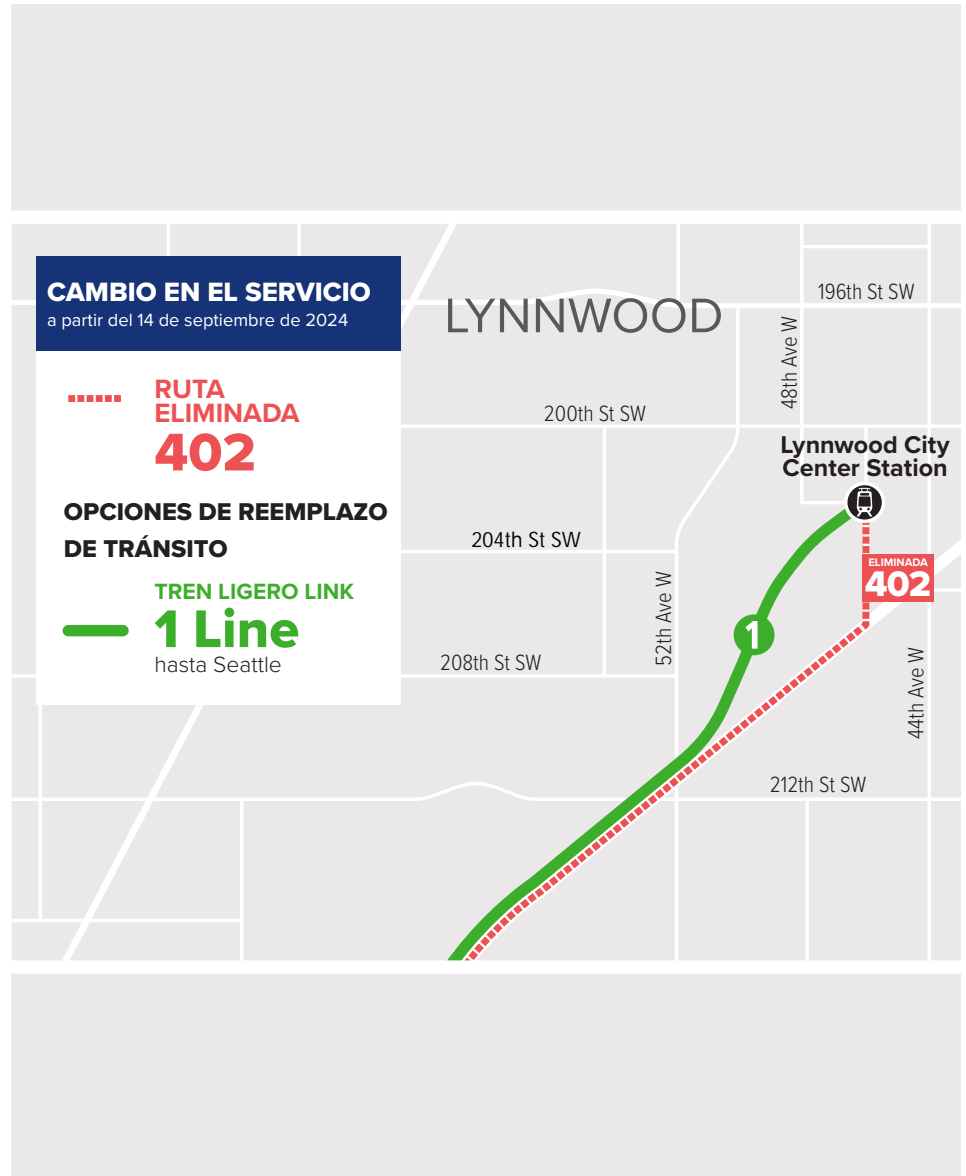 CAMBIO EN EL SERVICIO
a partir del 14 de septiembre de 2024
RUTA
ELIMINADA
402
OPCIONES DE REEMPLAZO
DE TRÁNSITO
TREN LIGERO LINK
1 Line
hasta Seattle
LYNNWOOD
196th St SW
48th Ave W
200th St SW
Lynnwood City
Center Station
204th St SW
ELIMINADA
402
52th Ave W
1
208th St SW
44th Ave W
212th St SW